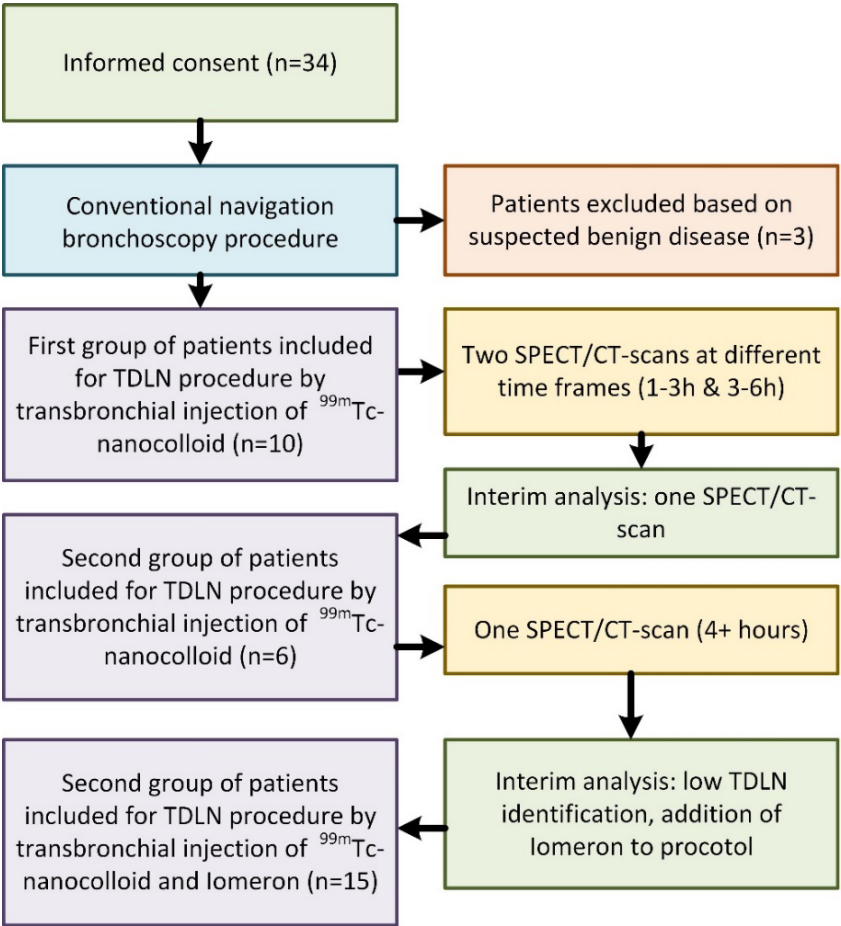 Informed consent (n=34)
Conventional navigation
bronchoscopy procedure
Patients excluded based on
suspected benign disease (n=3)
First group of patients included
for TDLN procedure by
transbronchial injection of ⁹⁹ᵐTc-
nanocolloid (n=10)
Two SPECT/CT-scans at different
time frames (1-3h & 3-6h)
Interim analysis: one SPECT/CT-
scan
Second group of patients
included for TDLN procedure by
transbronchial injection of ⁹⁹ᵐTc-
nanocolloid (n=6)
One SPECT/CT-scan (4+ hours)
Interim analysis: low TDLN
identification, addition of
Iomeron to procotol
Second group of patients
included for TDLN procedure by
transbronchial injection of ⁹⁹ᵐTc-
nanocolloid and Iomeron (n=15)